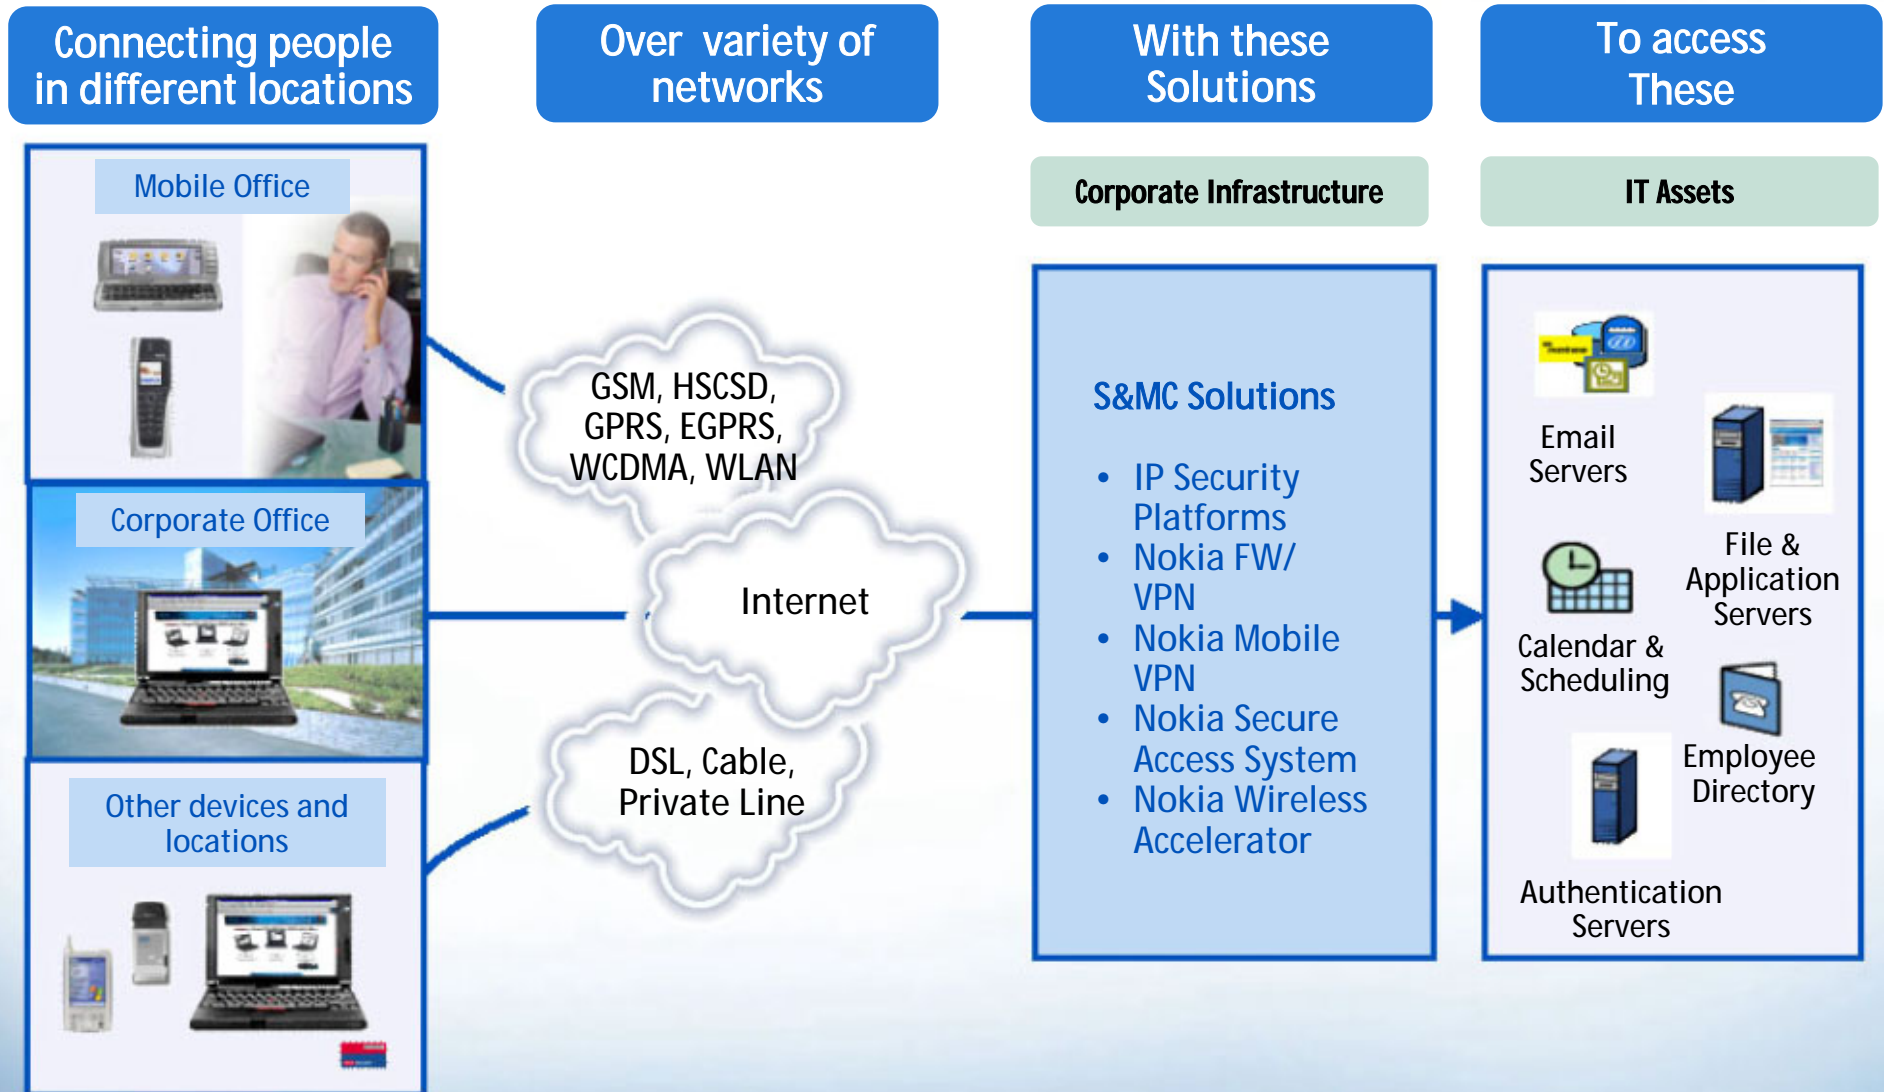 Connecting people
in different locations
Over variety of
networks
With these
Solutions
To access
These
Mobile Office
Corporate Office
Other devices and
locations
GSM, HSCSD,
GPRS, EGPRS,
WCDMA, WLAN
Internet
DSL, Cable,
Private Line
Corporate Infrastructure
S&MC Solutions
• IP Security
Platforms
• Nokia FW/
VPN
• Nokia Mobile
VPN
• Nokia Secure
Access System
• Nokia Wireless
Accelerator
IT Assets
Email
Servers
File &
Application
Servers
Calendar &
Scheduling
Employee
Directory
Authentication
Servers